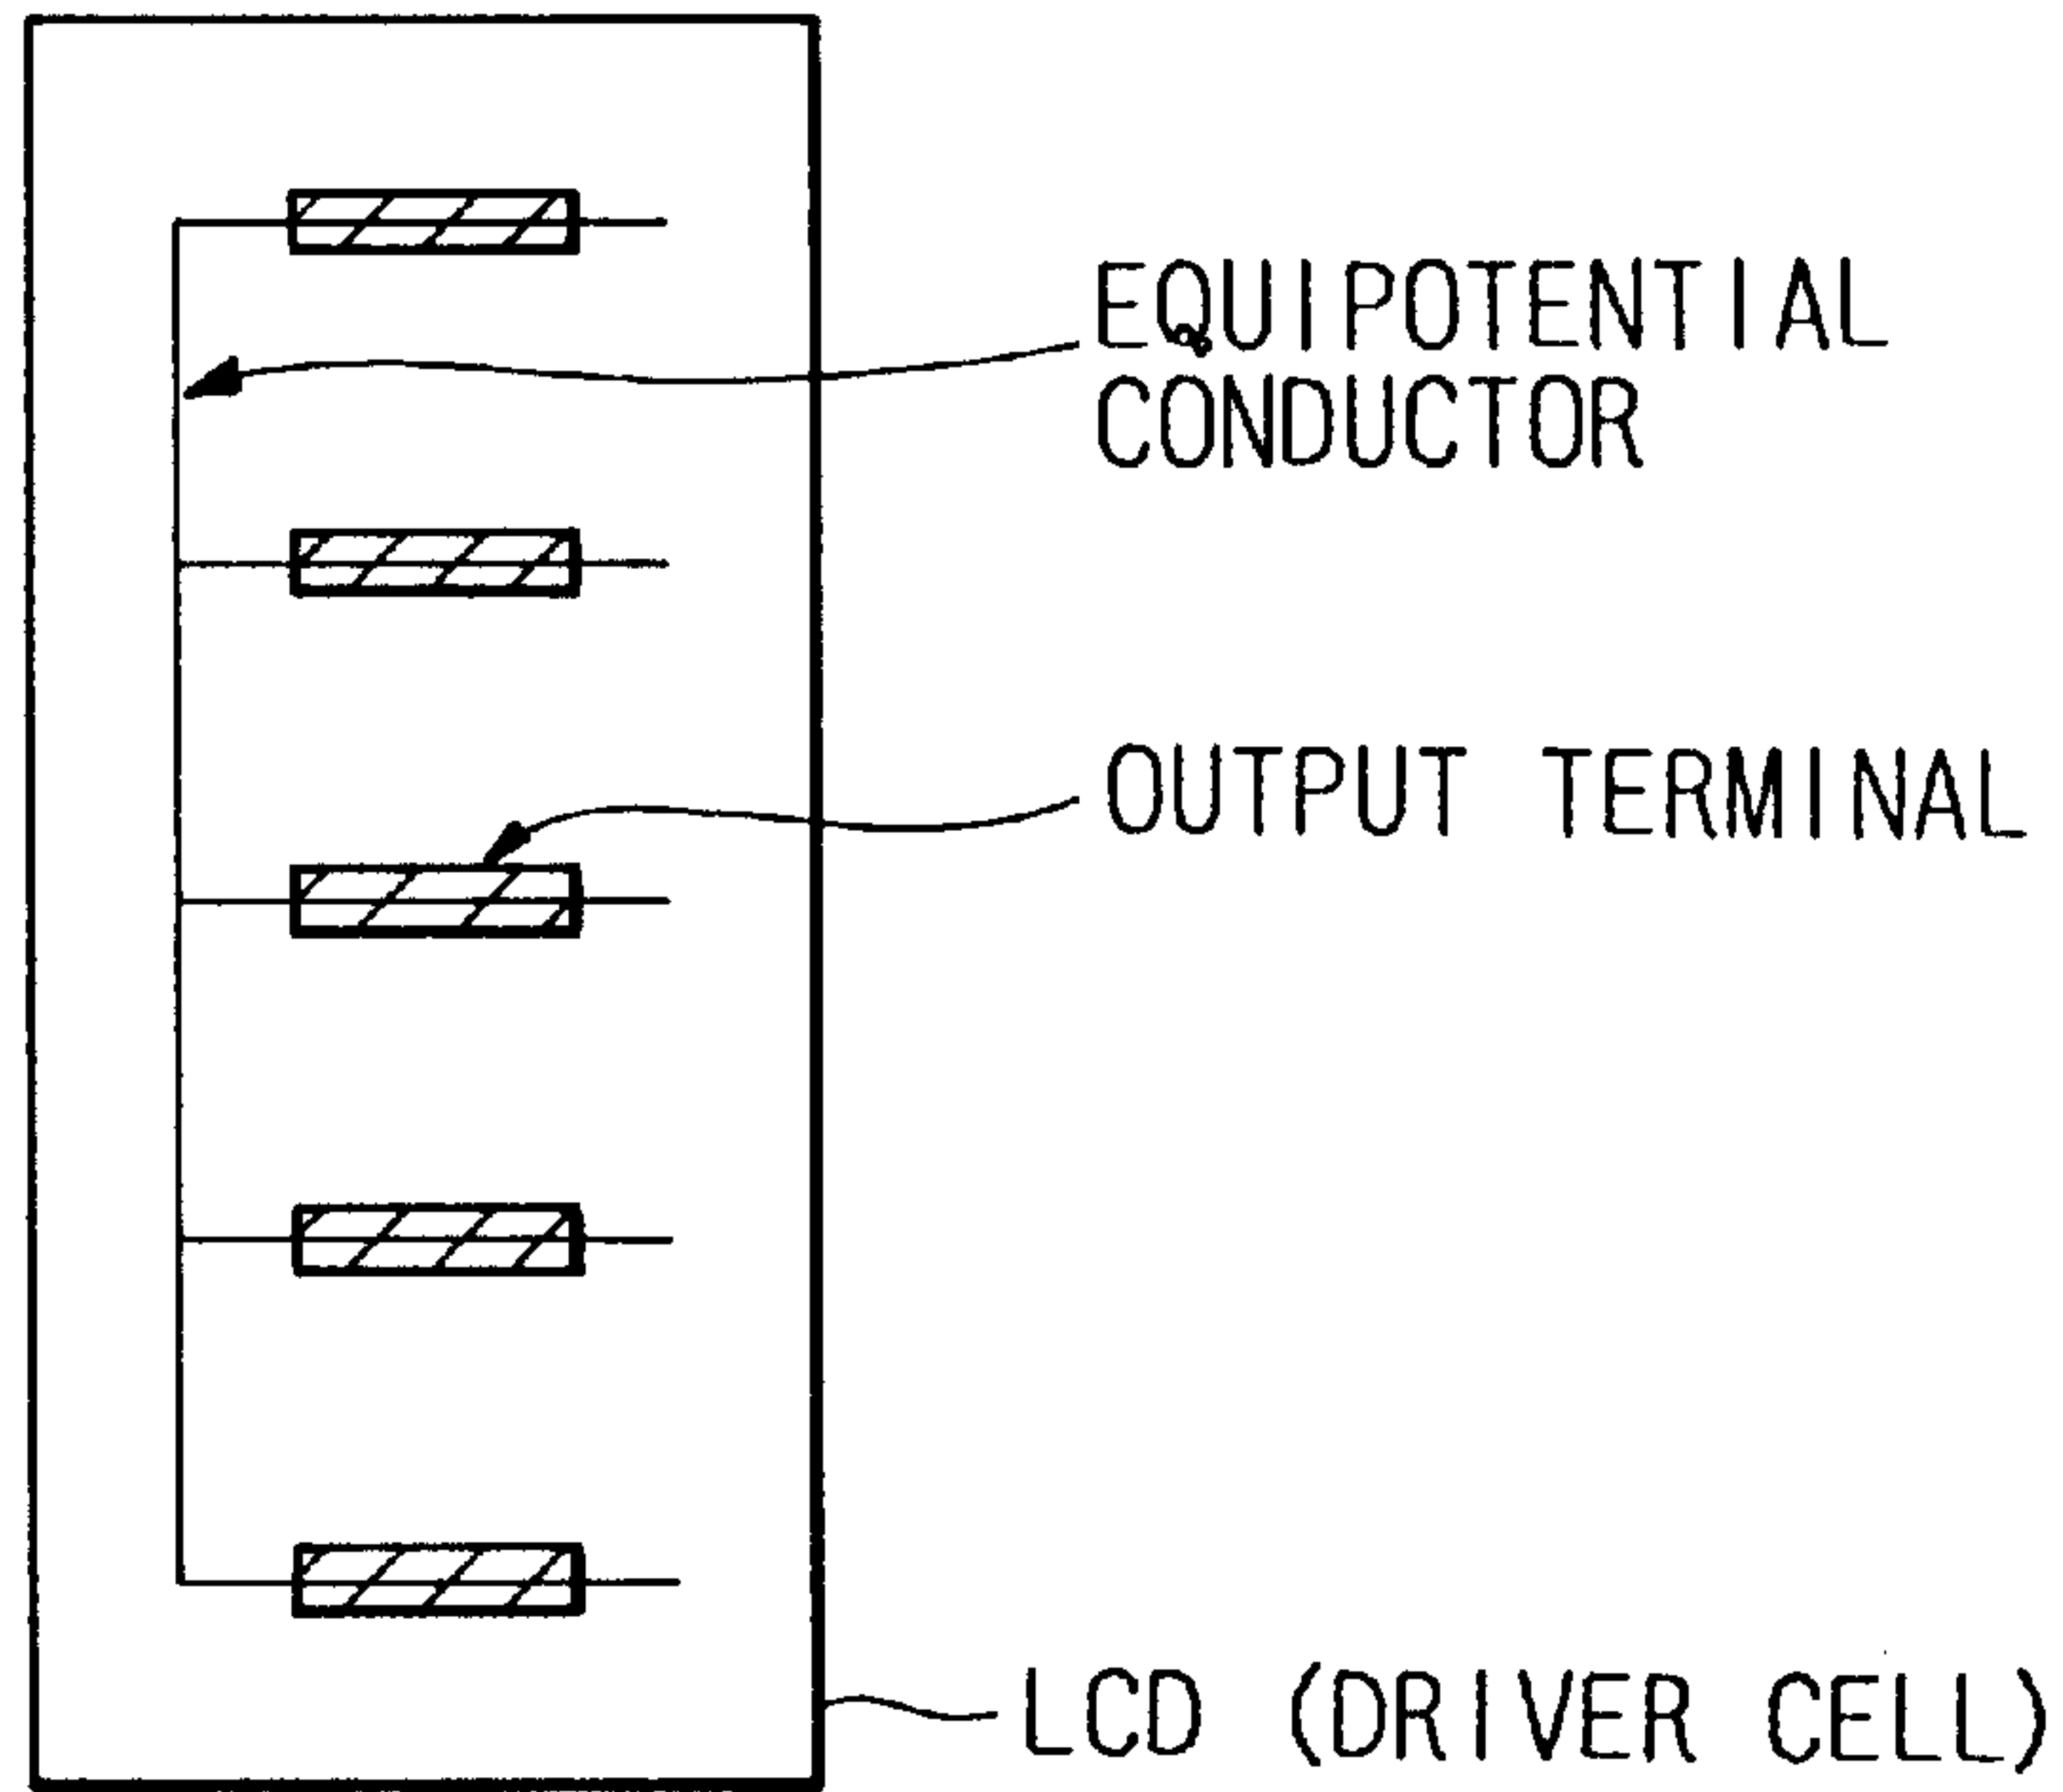 EQUIPOTENTIAL
CONDUCTOR
OUTPUT TERMINAL
LCD (DRIVER CELL)